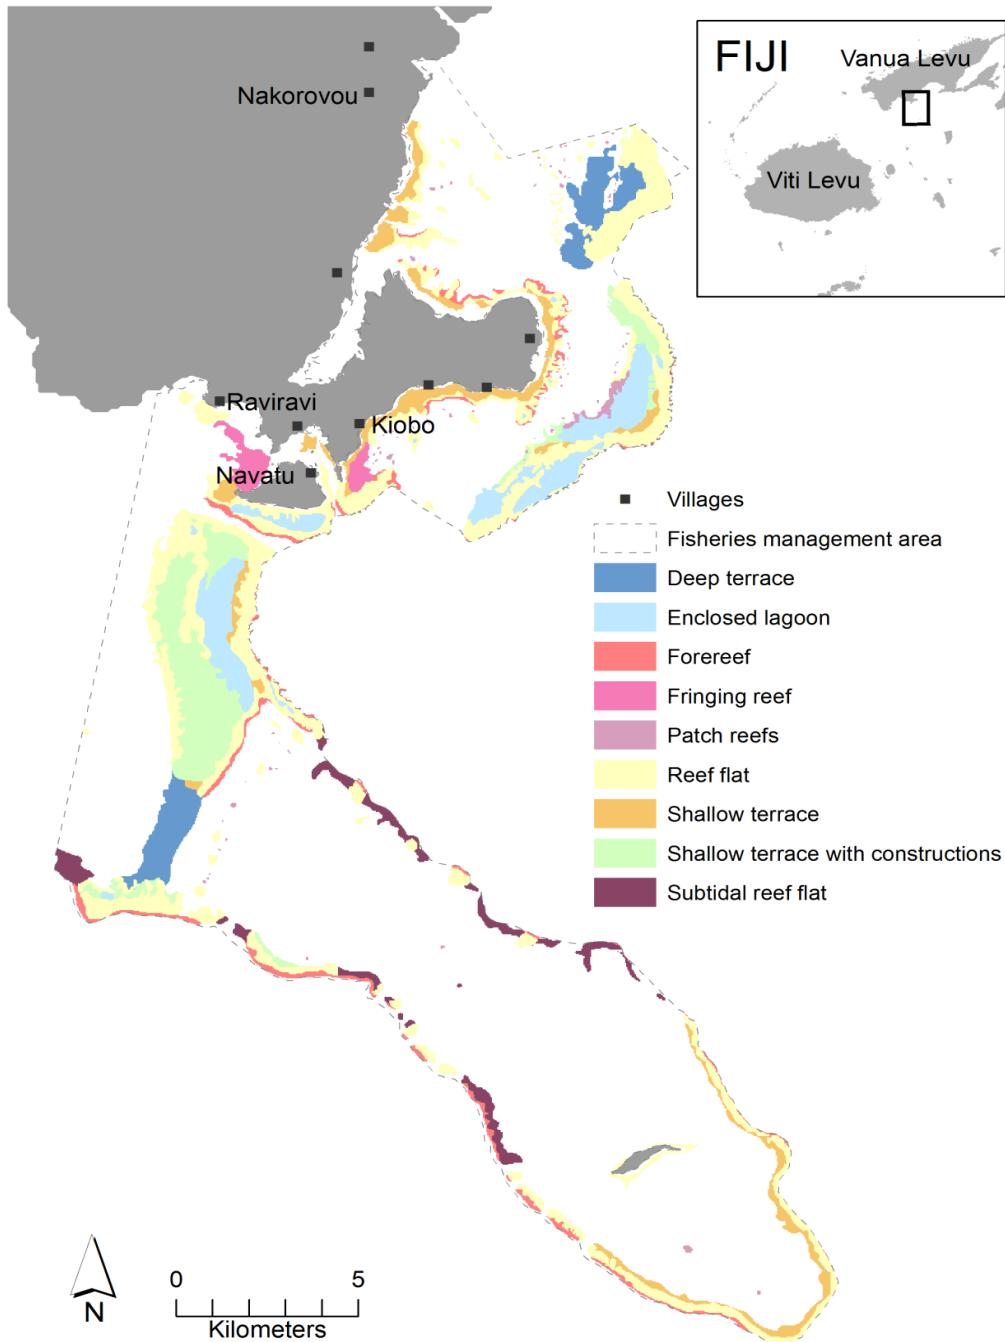 FIJI
Vanua Levu
Viti Levu
Nakorovou
Raviravi
Kiobo
Navatu
Villages
Fisheries management area
Deep terrace
Enclosed lagoon
Forereef
Fringing reef
Patch reefs
Reef flat
Shallow terrace
Shallow terrace with constructions
Subtidal reef flat
0 5
N
Kilometers